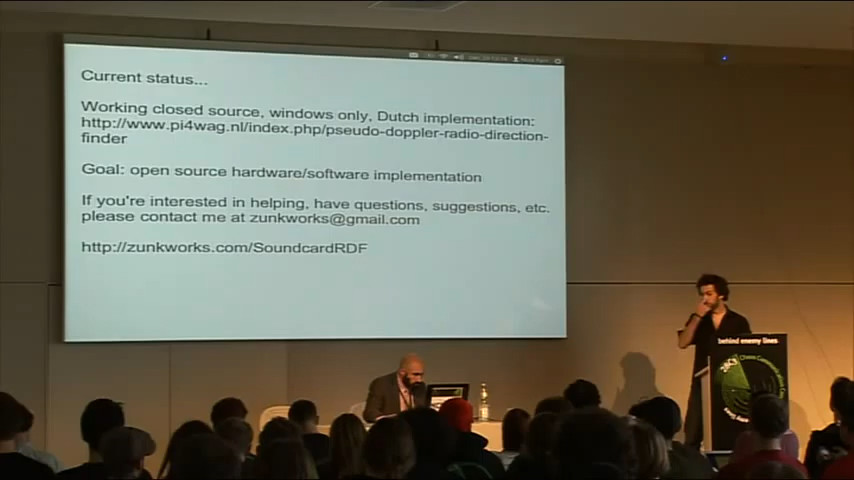 Current status...
Working closed source, windows only, Dutch implementation:
http://www.pi4wag.nl/index.php/pseudo-doppler-radio-direction-
finder
Goal: open source hardware/software implementation
If you're interested in helping, have questions, suggestions, etc.
please contact me at zunkworks@gmail.com
http://zunkworks.com/SoundcardRDF
behind enemy lines
28C3